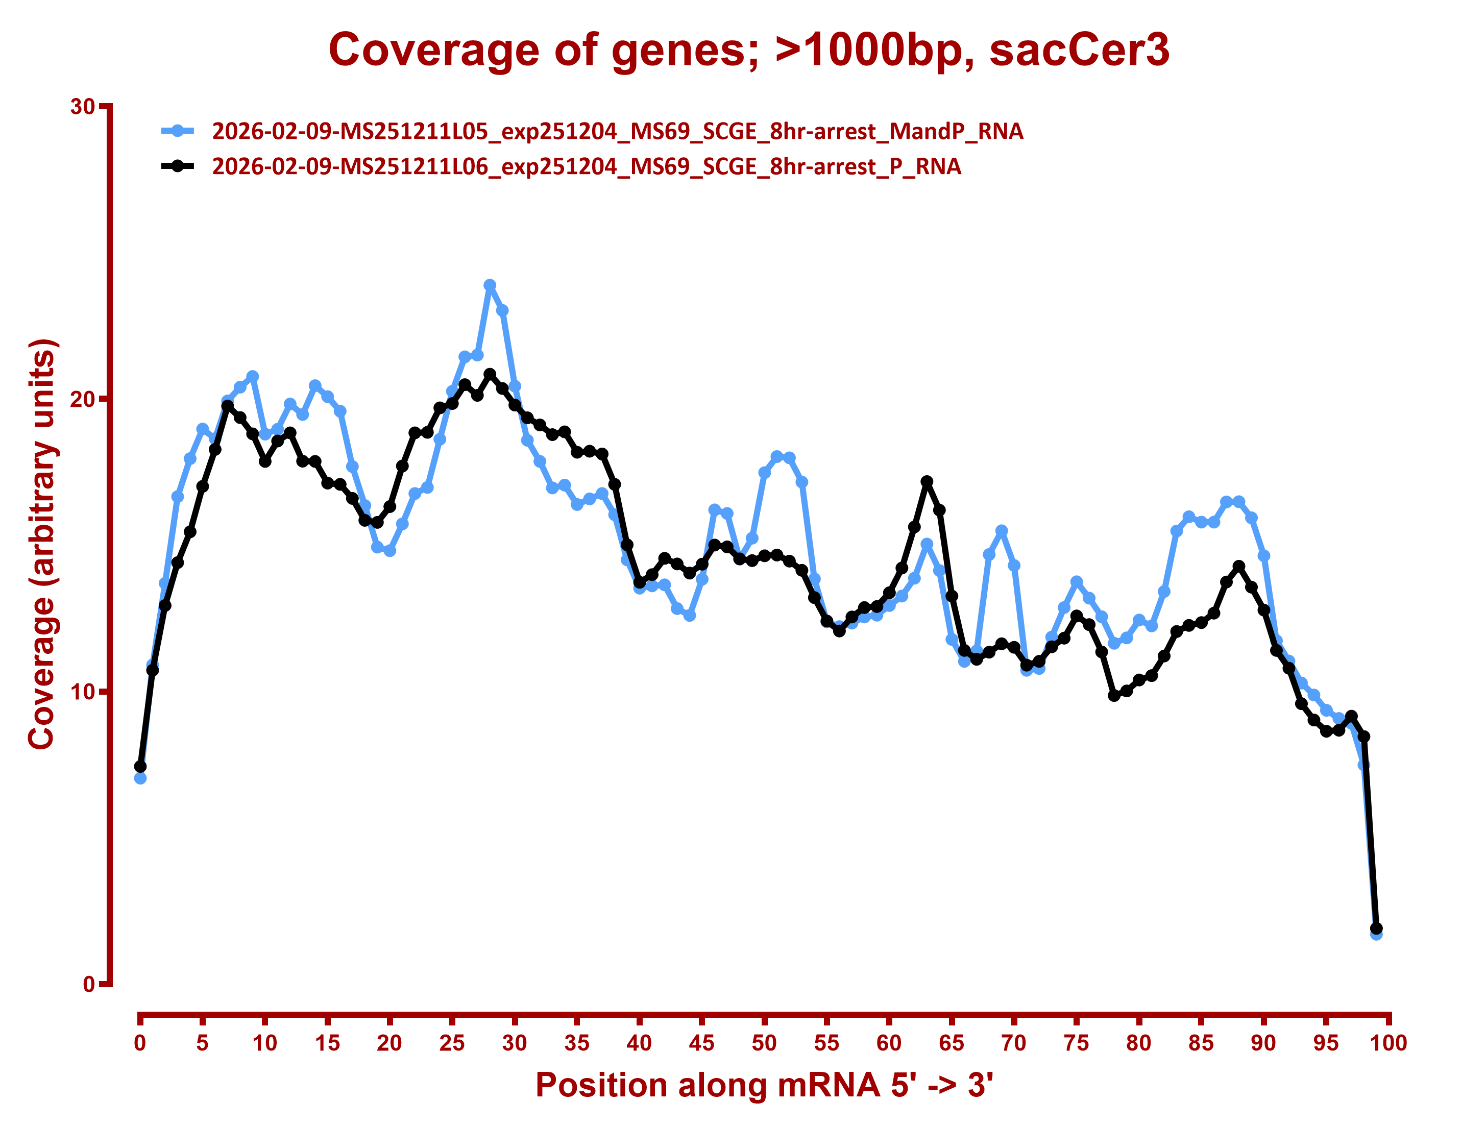 Coverage of genes; >1000bp, sacCer3
2026-02-09-MS251211L05_exp251204_MS69_SCGE_8hr-arrest_MandP_RNA
2026-02-09-MS251211L06_exp251204_MS69_SCGE_8hr-arrest_P_RNA
Coverage (arbitrary units)
30
20
10
0
0 5 10 15 20 25 30 35 40 45 50 55 60 65 70 75 80 85 90 95 100
Position along mRNA 5' -> 3'